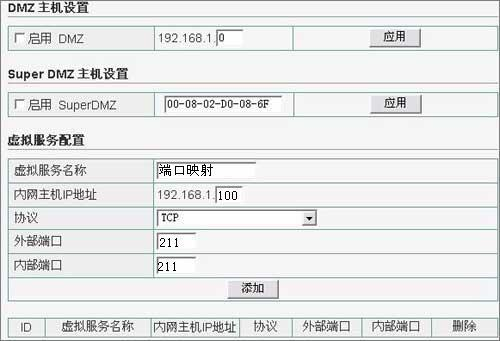 DMZ 主机设置
启用 DMZ 192.168.1. 0 应用
Super DMZ 主机设置
启用 SuperDMZ 00-08-02-D0-08-6F 应用
虚拟服务配置
虚拟服务名称 端口映射
内网主机IP地址 192.168.1. 100
协议 TCP
外部端口 211
内部端口 211
添加
ID 虚拟服务名称 内网主机IP地址 协议 外部端口 内部端口 删除